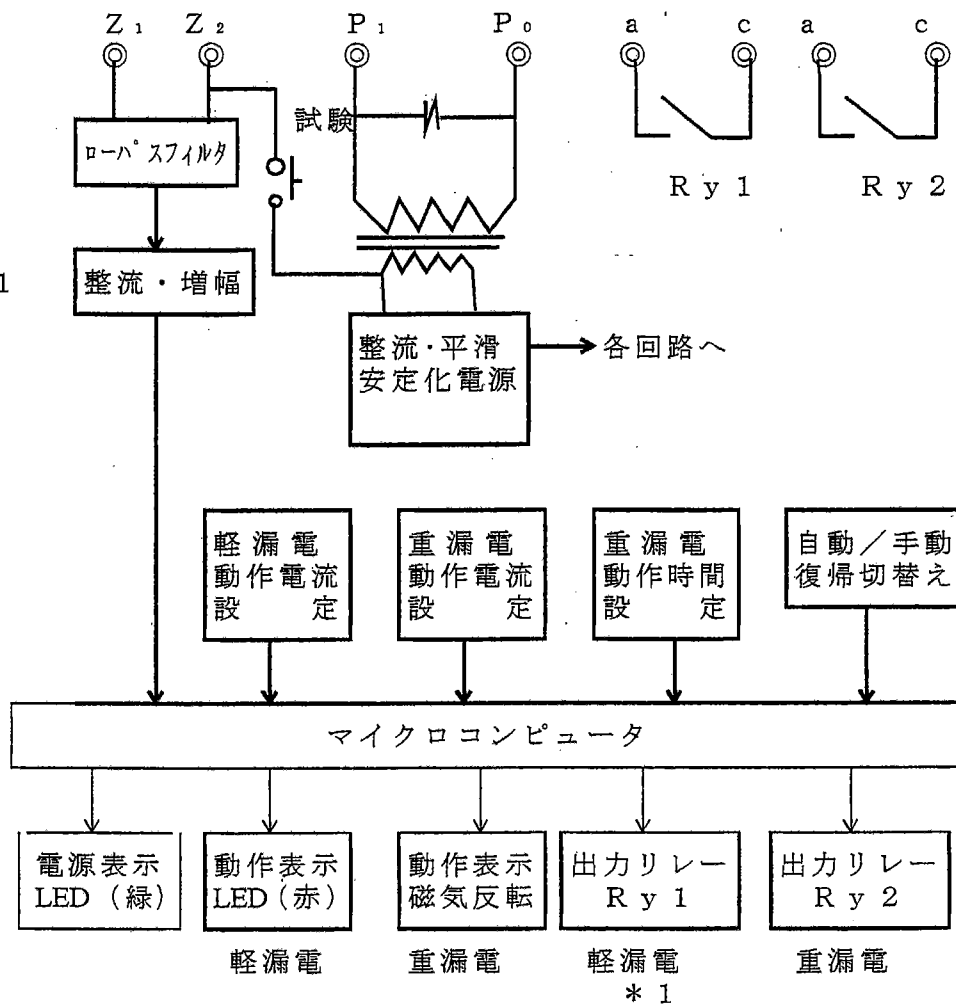 Z₁ Z₂ P₁ P₀ a c a c
試験
ローパスフィルタ
Ry1 Ry2
1
整流・増幅
整流・平滑
安定化電源
各回路へ
軽漏電
動作電流
設定
重漏電
動作電流
設定
重漏電
動作時間
設定
自動／手動
復帰切替え
マイクロコンピュータ
電源表示
LED（緑）
動作表示
LED（赤）
動作表示
磁気反転
出力リレー
Ry1
出力リレー
Ry2
軽漏電
重漏電
軽漏電
＊1
重漏電